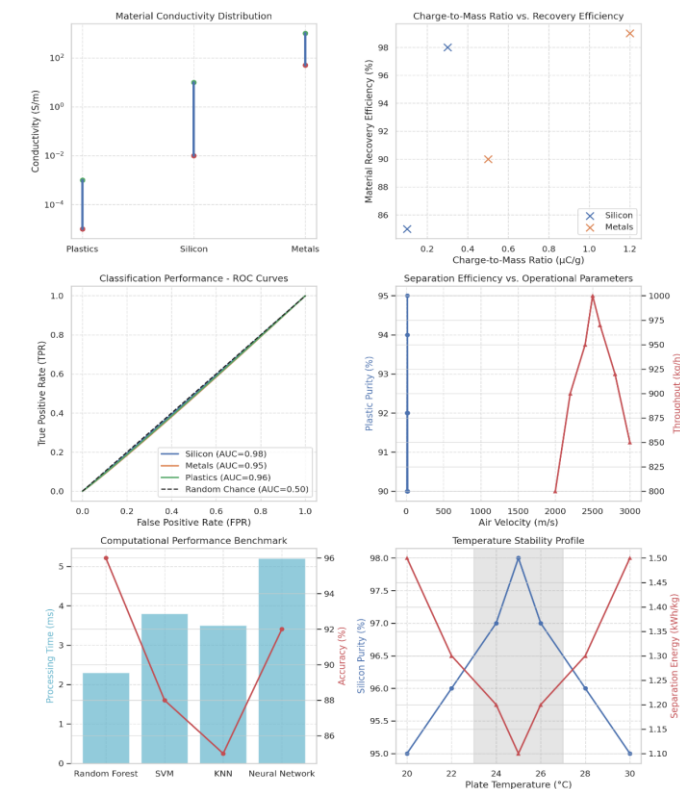 Material Conductivity Distribution
Conductivity (S/m)
10²
10⁰
10⁻²
10⁻⁴
Plastics
Silicon
Metals
Charge-to-Mass Ratio vs. Recovery Efficiency
Material Recovery Efficiency (%)
98
96
94
92
90
88
86
0.2
0.4
0.6
0.8
1.0
1.2
Charge-to-Mass Ratio (μC/g)
Silicon
Metals
Classification Performance - ROC Curves
True Positive Rate (TPR)
1.0
0.8
0.6
0.4
0.2
0.0
0.0
0.2
0.4
0.6
0.8
1.0
False Positive Rate (FPR)
Silicon (AUC=0.98)
Metals (AUC=0.95)
Plastics (AUC=0.96)
Random Chance (AUC=0.50)
Separation Efficiency vs. Operational Parameters
Plastic Purity (%)
95
94
93
92
91
90
0
500
1000
1500
2000
2500
3000
Air Velocity (m/s)
1000
975
950
925
900
875
850
825
800
Throughput (kg/h)
Computational Performance Benchmark
Processing Time (ms)
5
4
3
2
1
0
Random Forest
SVM
KNN
Neural Network
96
94
92
90
88
86
Accuracy (%)
Temperature Stability Profile
Silicon Purity (%)
98.0
97.5
97.0
96.5
96.0
95.5
95.0
20
22
24
26
28
30
Plate Temperature (°C)
1.50
1.45
1.40
1.35
1.30
1.25
1.20
1.15
1.10
Separation Energy (kWh/kg)